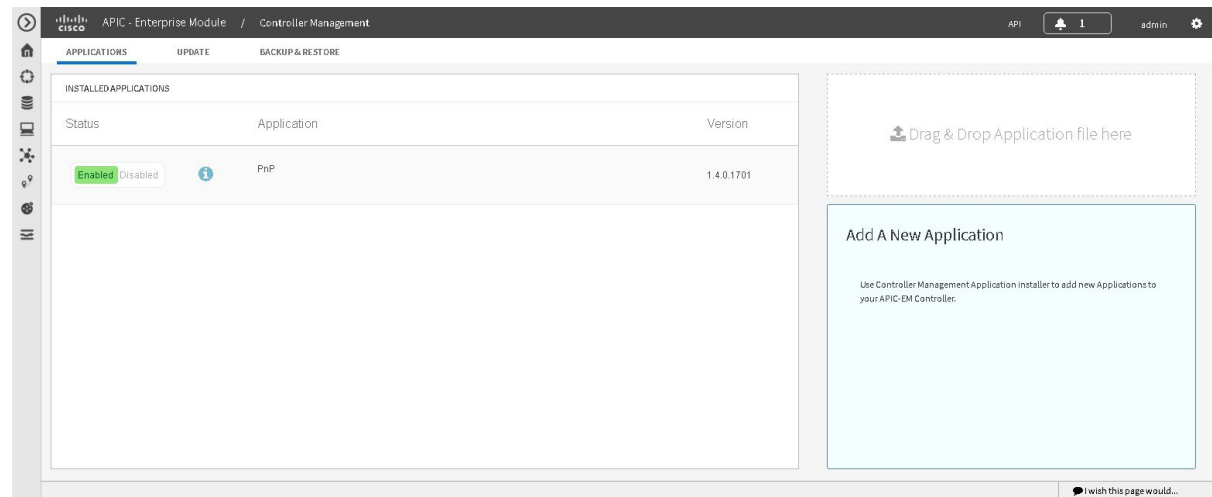 cisco APIC - Enterprise Module / Controller Management API 1 admin
APPLICATIONS UPDATE BACKUP & RESTORE
INSTALLED APPLICATIONS
Status Application Version
Enabled Disabled PnP 1.4.0.1701
Drag & Drop Application file here
Add A New Application
Use Controller Management Application installer to add new Applications to
your APIC-EM Controller.
I wish this page would...